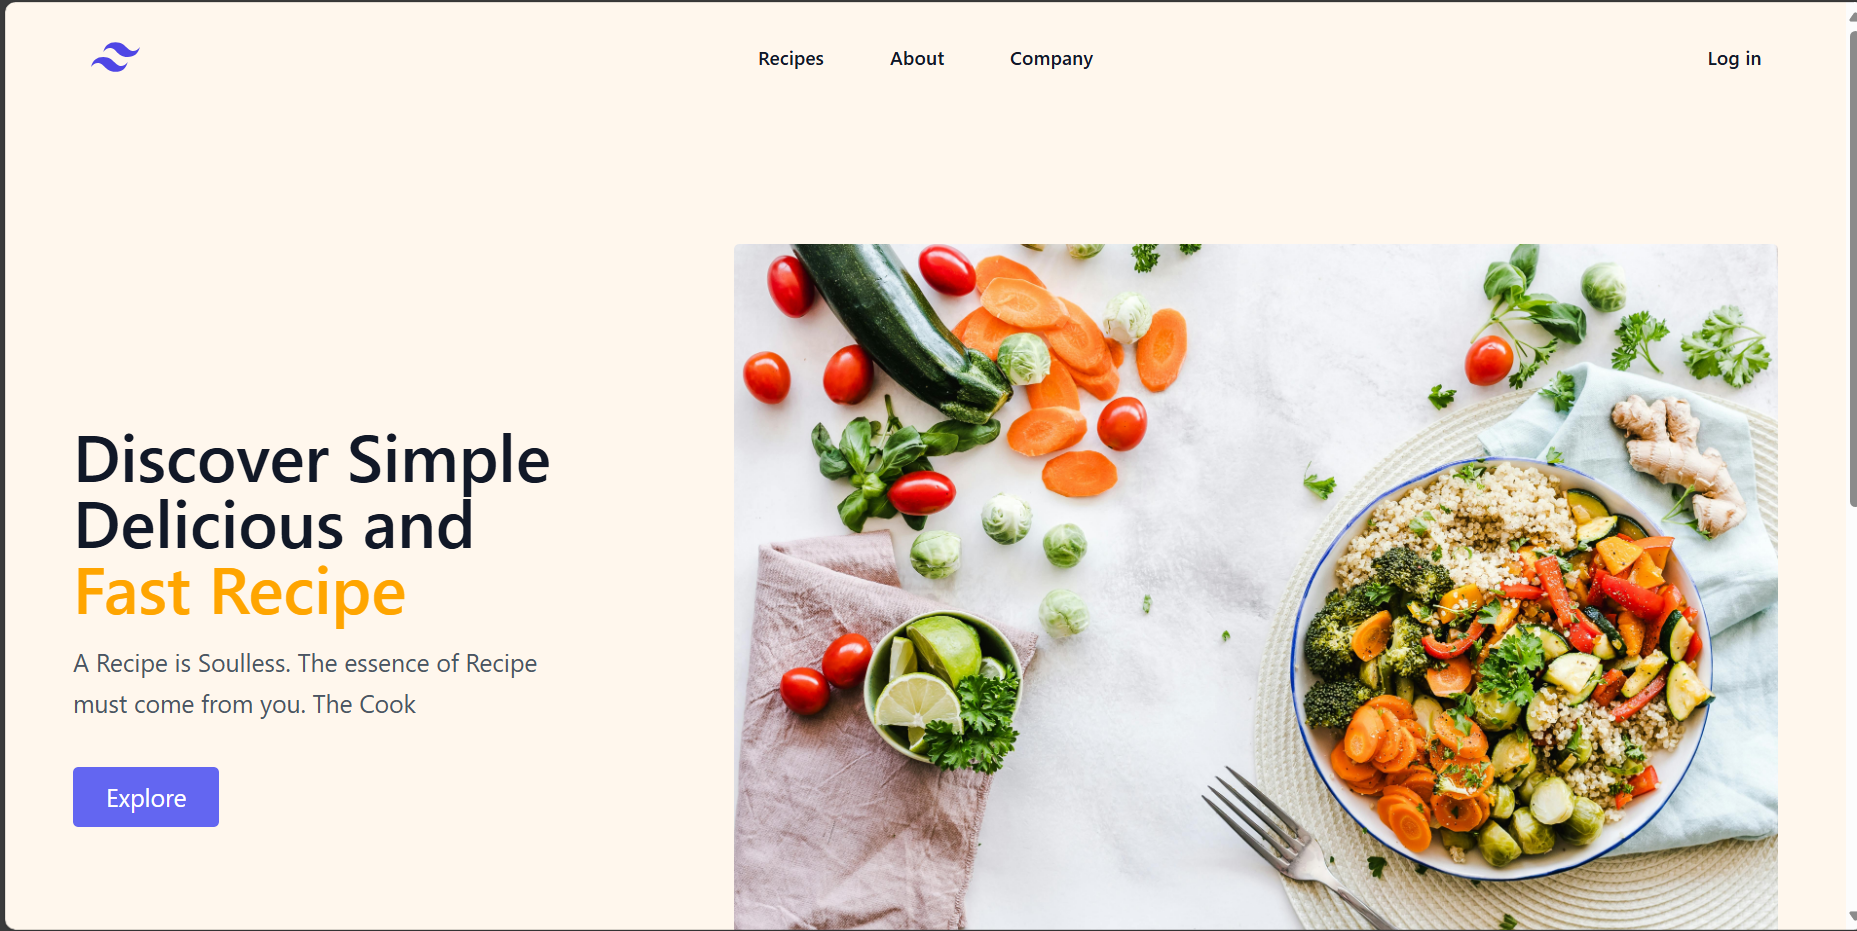 Recipes About Company Log in
Discover Simple
Delicious and
Fast Recipe
A Recipe is Soulless. The essence of Recipe
must come from you. The Cook
Explore